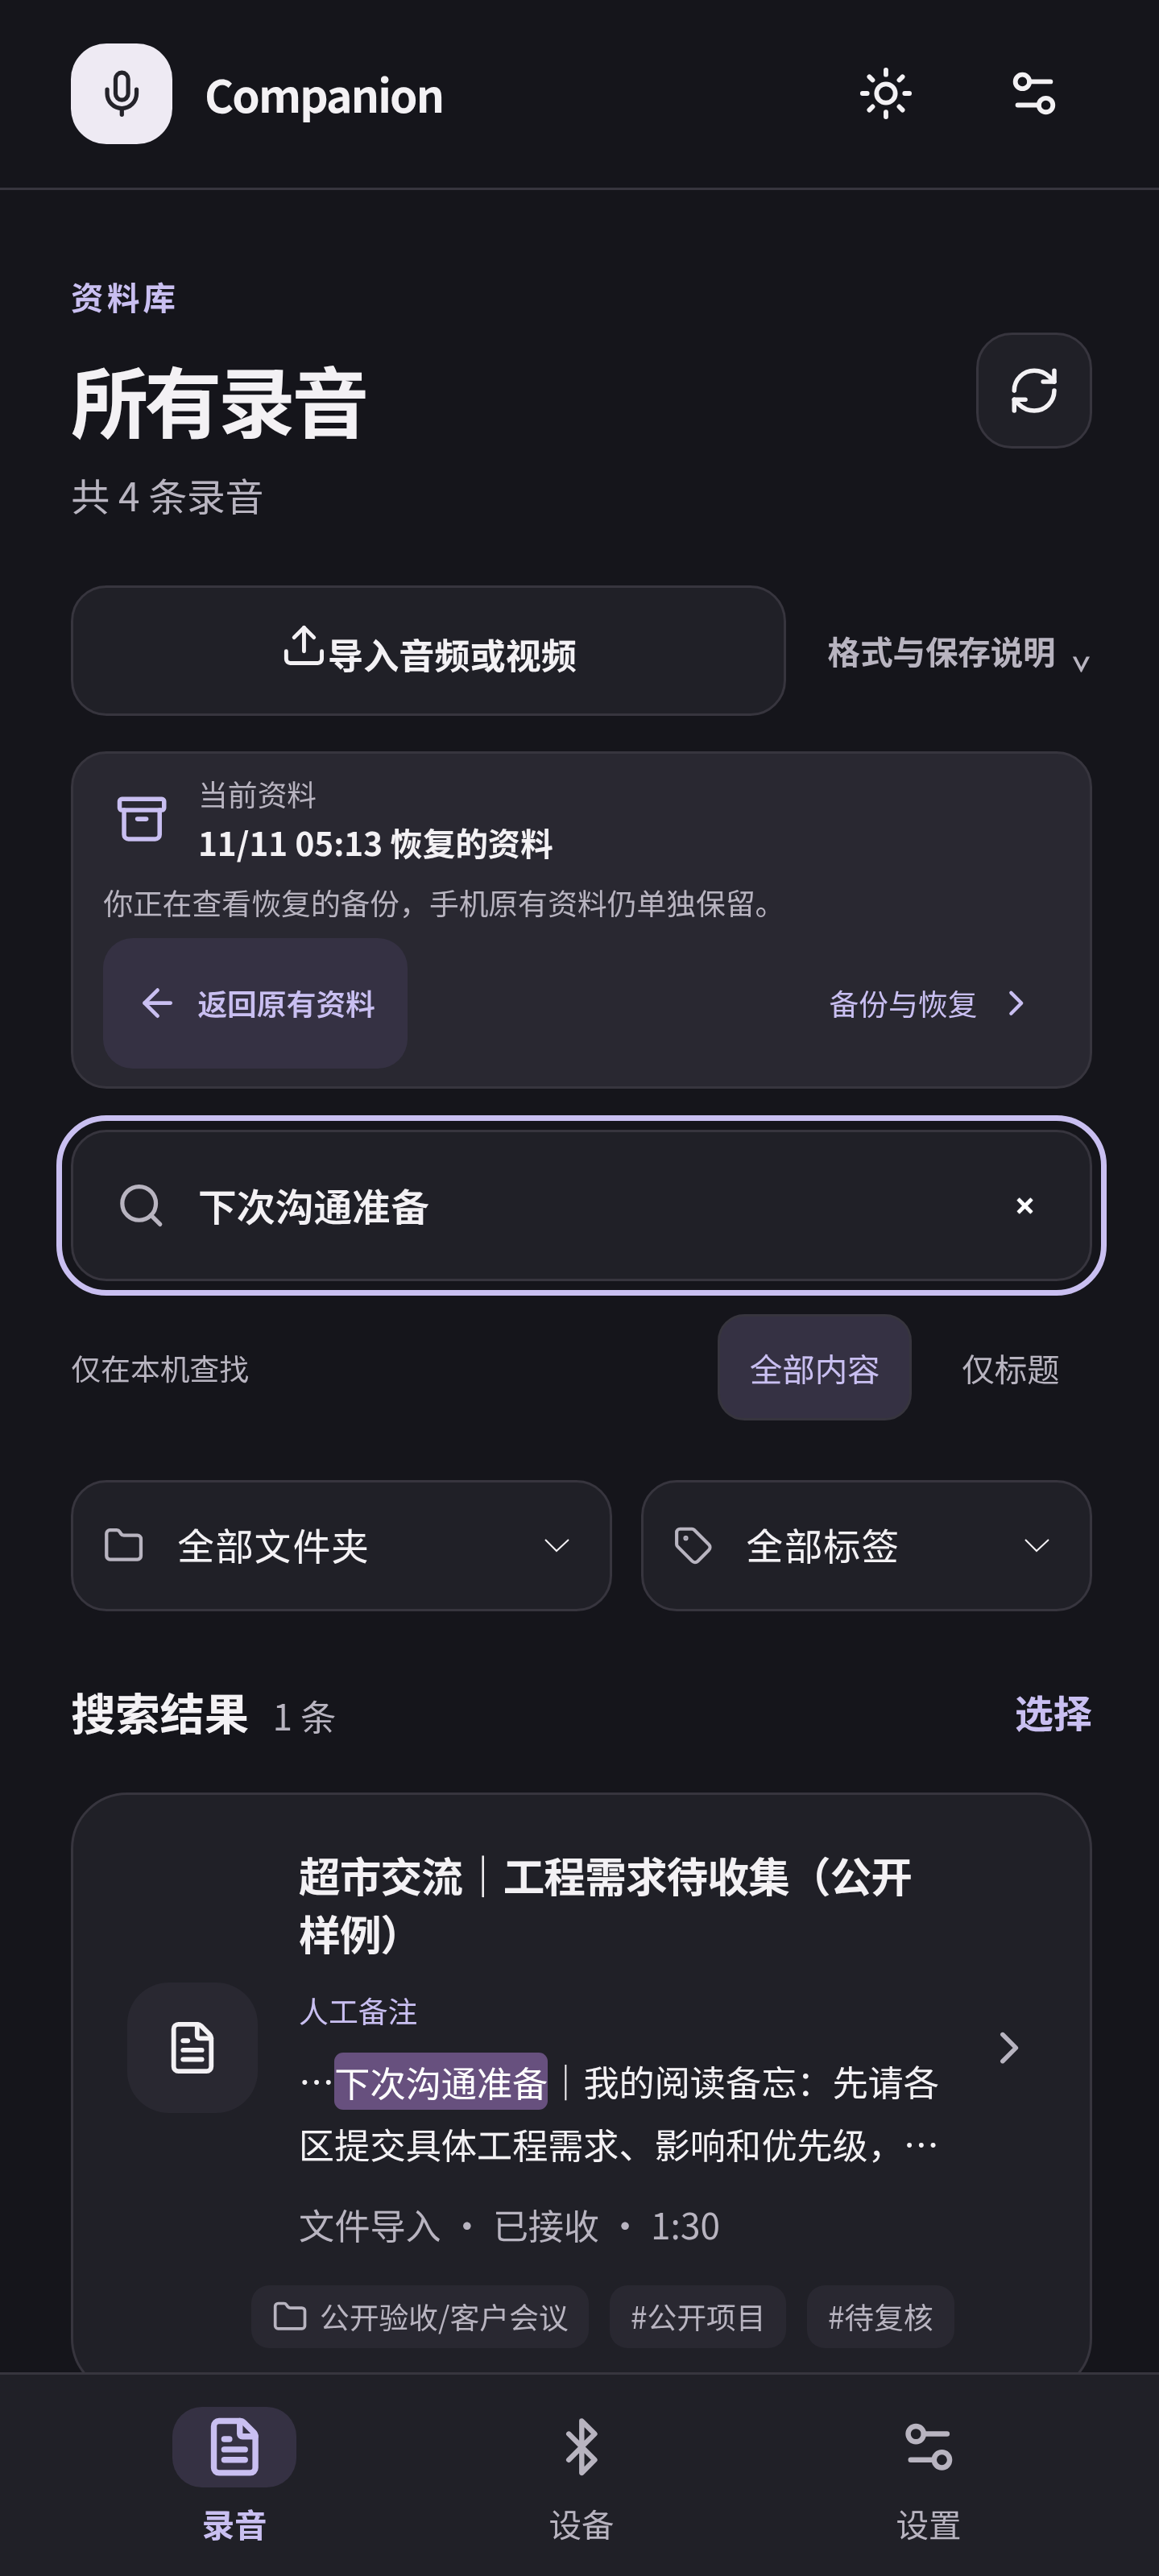 Companion
资料库
所有录音
共 4 条录音
导入音频或视频
格式与保存说明
当前资料
11/11 05:13 恢复的资料
你正在查看恢复的备份，手机原有资料仍单独保留。
返回原有资料
备份与恢复
下次沟通准备
仅在本机查找
全部内容
仅标题
全部文件夹
全部标签
搜索结果 1 条
选择
超市交流｜工程需求待收集（公开
样例）
人工备注
…下次沟通准备｜我的阅读备忘：先请各
区提交具体工程需求、影响和优先级，…
文件导入 · 已接收 · 1:30
公开验收/客户会议
#公开项目
#待复核
录音
设备
设置